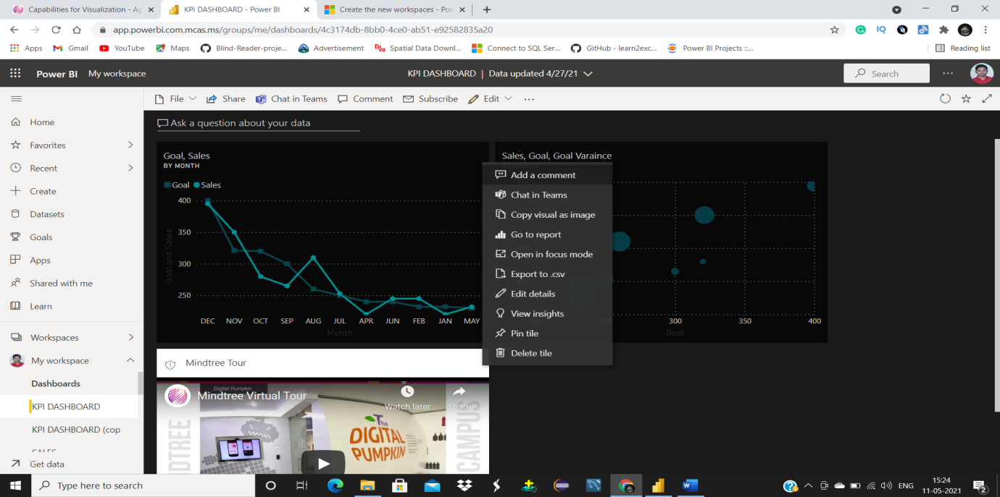 Capabilities for Visualization - Ag
KPI DASHBOARD - Power BI
Create the new workspaces - Pow
app.powerbi.com.mcas.ms/groups/me/dashboards/4c3174db-8bb0-4ce0-ab51-e92582835a20
Apps Gmail YouTube Maps Blind-Reader-proje... Advertisement Spatial Data Downl... Connect to SQL Ser... GitHub - learn2exc... Power BI Projects ::... Reading list
Power BI My workspace KPI DASHBOARD | Data updated 4/27/21 Search
File Share Chat in Teams Comment Subscribe Edit
Home
Favorites
Recent
Create
Datasets
Goals
Apps
Shared with me
Learn
Workspaces
My workspace
Dashboards
KPI DASHBOARD
KPI DASHBOARD (cop
SALES
Get data
Ask a question about your data
Goal, Sales
BY MONTH
Goal Sales
400
350
300
250
Goal and Sales
DEC NOV OCT SEP AUG JUL APR JUN FEB JAN MAY
Month
Sales, Goal, Goal Varaince
BY MONTH
300 350 400
Goal
Add a comment
Chat in Teams
Copy visual as image
Go to report
Open in focus mode
Export to .csv
Edit details
View insights
Pin tile
Delete tile
Mindtree Tour
Digital Pumpkin
Mindtree Virtual Tour
Watch later Share
The
DIGITAL
PUMPKIN
CAMPUS
Type here to search
ENG
15:24
11-05-2021
2